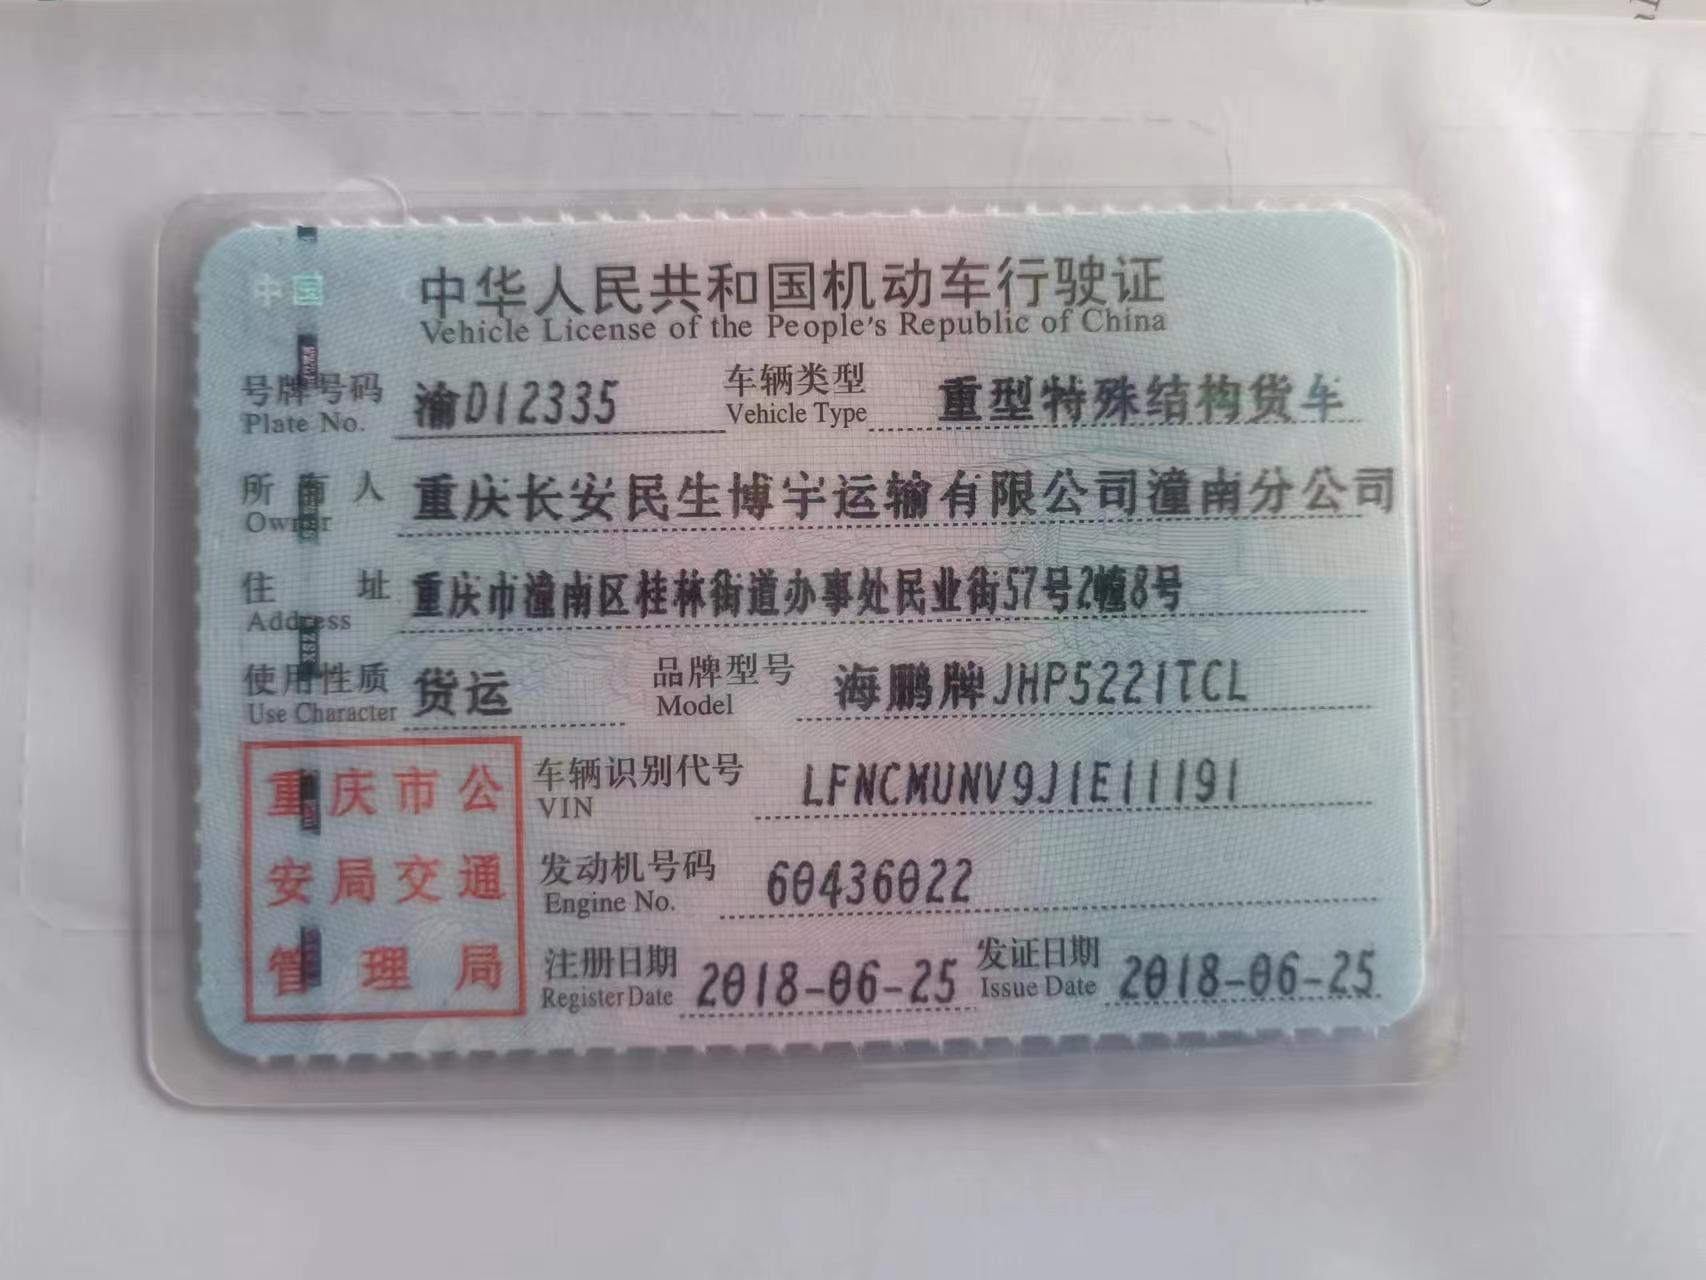 中国
中华人民共和国机动车行驶证
Vehicle License of the People's Republic of China
号牌号码 渝D12335 车辆类型 重型特殊结构货车
Plate No. Vehicle Type
所有人 重庆长安民生博宇运输有限公司潼南分公司
Owner
住址 重庆市潼南区桂林街道办事处民业街57号2幢8号
Address
使用性质 货运 品牌型号 海鹏牌JHP5221TCL
Use Character Model
重庆市公
安局交通
管理局
车辆识别代号 LFNCMUNV9J1E11191
VIN
发动机号码 60436022
Engine No.
注册日期 2018-06-25 发证日期 2018-06-25
Register Date Issue Date